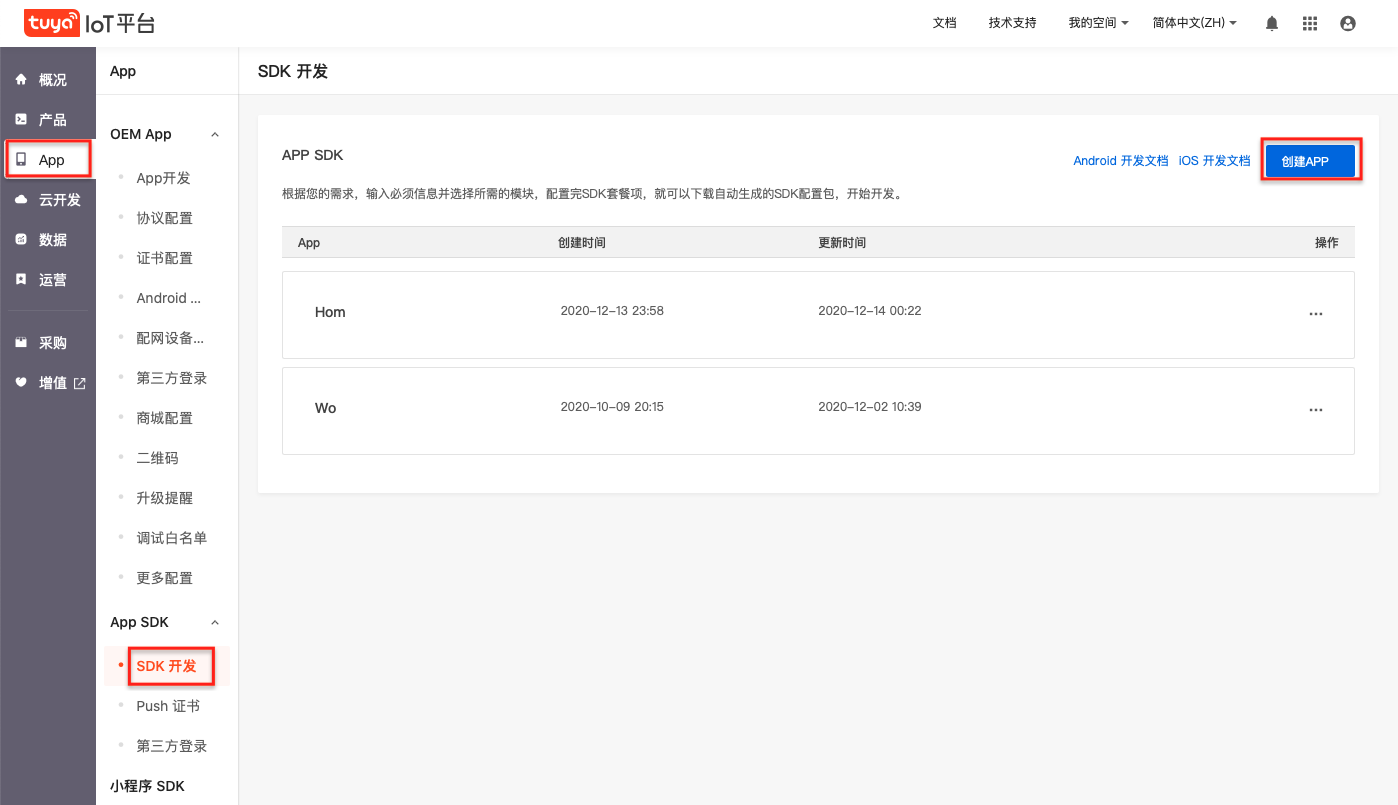 tuya IoT平台
文档
技术支持
我的空间
简体中文(ZH)
概况
产品
App
云开发
数据
运营
采购
增值
App
OEM App
App开发
协议配置
证书配置
Android ...
配网设备...
第三方登录
商城配置
二维码
升级提醒
调试白名单
更多配置
App SDK
SDK 开发
Push 证书
第三方登录
小程序 SDK
SDK 开发
APP SDK
Android 开发文档 iOS 开发文档
创建APP
根据您的需求，输入必须信息并选择所需的模块，配置完SDK套餐项，就可以下载自动生成的SDK配置包，开始开发。
App 创建时间 更新时间 操作
Hom 2020-12-13 23:58 2020-12-14 00:22 ...
Wo 2020-10-09 20:15 2020-12-02 10:39 ...